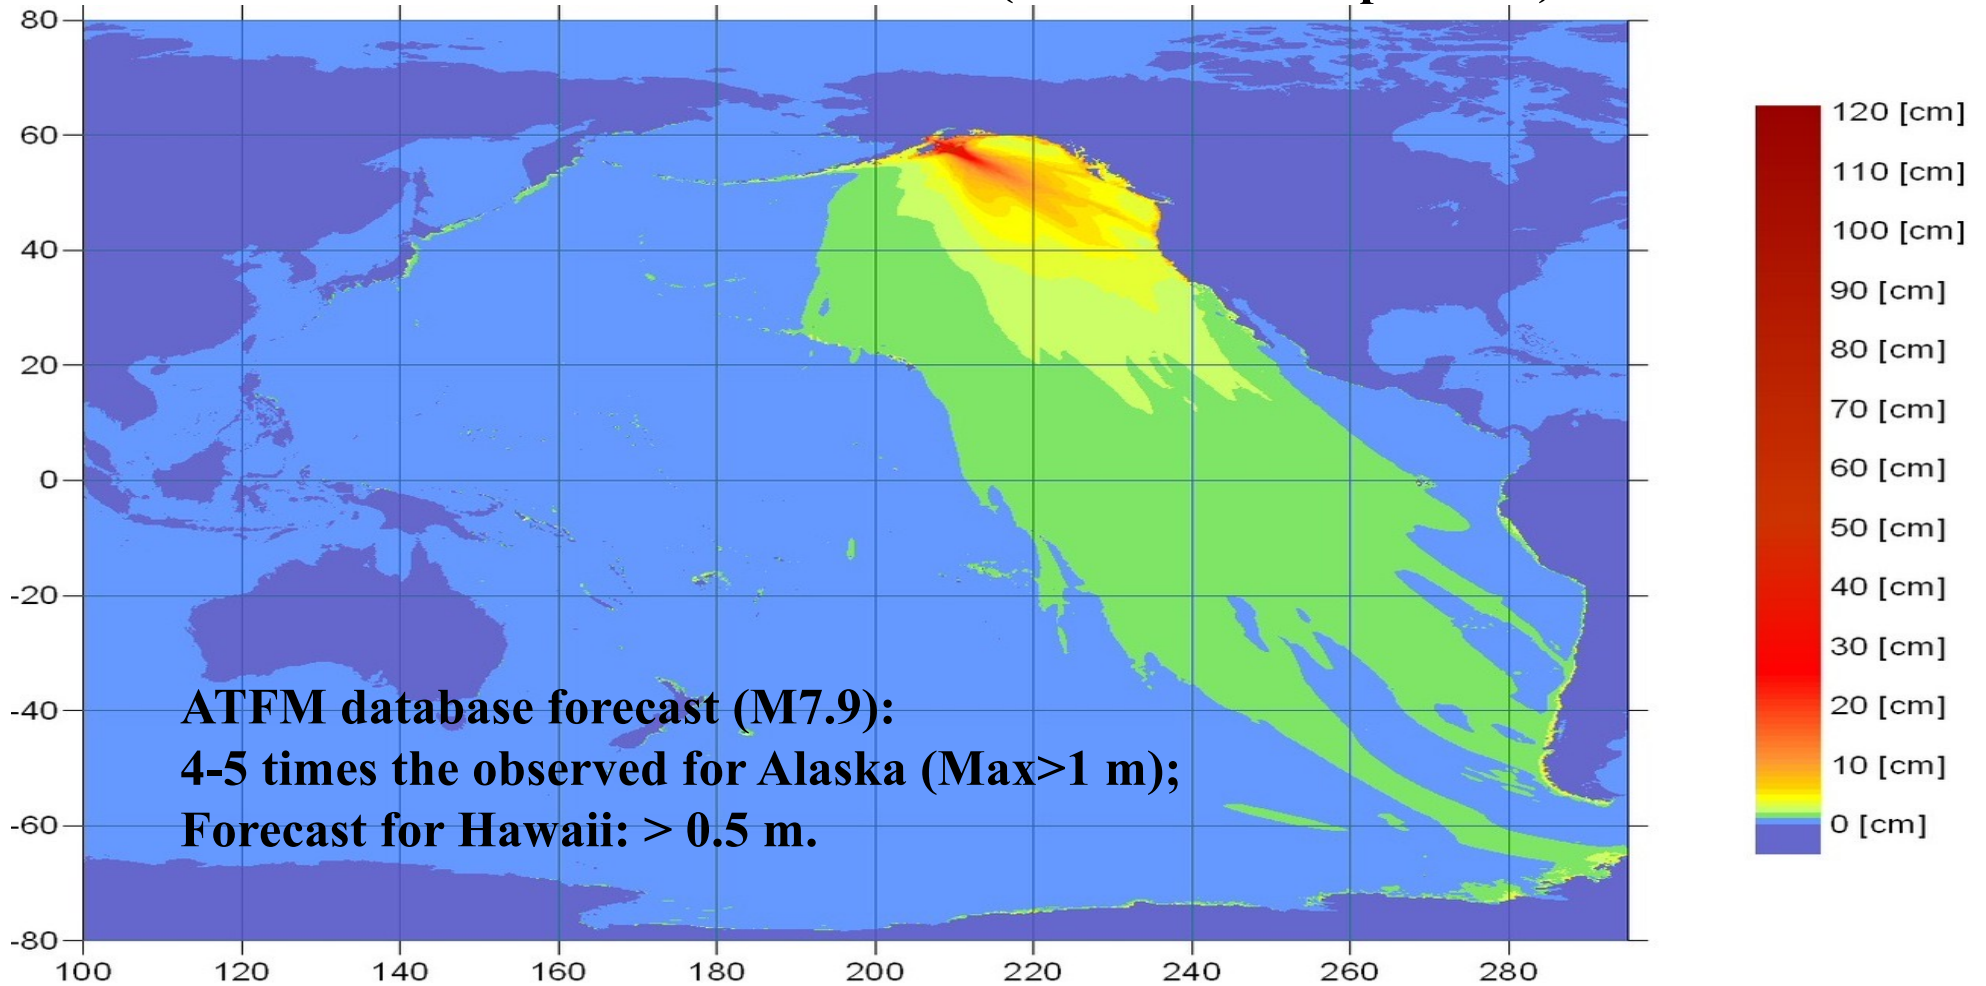 80
60
40
20
0
-20
-40
-60
-80
100 120 140 160 180 200 220 240 260 280
120 [cm]
110 [cm]
100 [cm]
90 [cm]
80 [cm]
70 [cm]
60 [cm]
50 [cm]
40 [cm]
30 [cm]
20 [cm]
10 [cm]
0 [cm]
ATFM database forecast (M7.9):
4-5 times the observed for Alaska (Max>1 m);
Forecast for Hawaii: > 0.5 m.